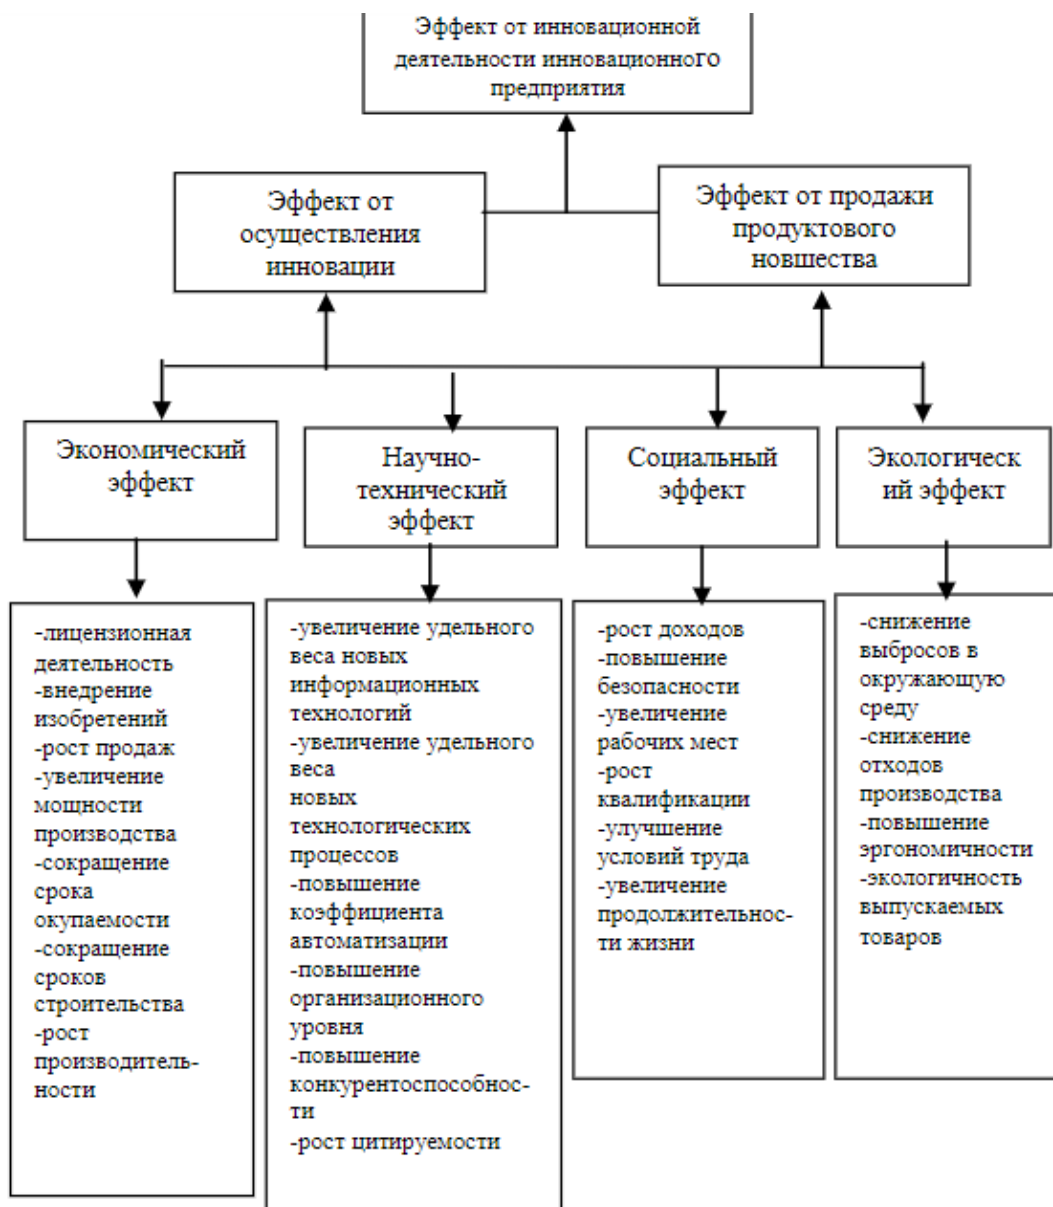 Эффект от инновационной
деятельности инновационного
предприятия
Эффект от
осуществления
инновации
Эффект от продажи
продуктового
новшества
Экономический
эффект
Научно-
технический
эффект
Социальный
эффект
Экологическ
ий эффект
-лицензионная
деятельность
-внедрение
изобретений
-рост продаж
-увеличение
мощности
производства
-сокращение
срока
окупаемости
-сокращение
сроков
строительства
-рост
производитель-
ности
-увеличение удельного
веса новых
информационных
технологий
-увеличение удельного
веса
новых
технологических
процессов
-повышение
коэффициента
автоматизации
-повышение
организационного
уровня
-повышение
конкурентоспособнос-
ти
-рост цитируемости
-рост доходов
-повышение
безопасности
-увеличение
рабочих мест
-рост
квалификации
-улучшение
условий труда
-увеличение
продолжительнос-
ти жизни
-снижение
выбросов в
окружающую
среду
-снижение
отходов
производства
-повышение
эргономичности
-экологичность
выпускаемых
товаров